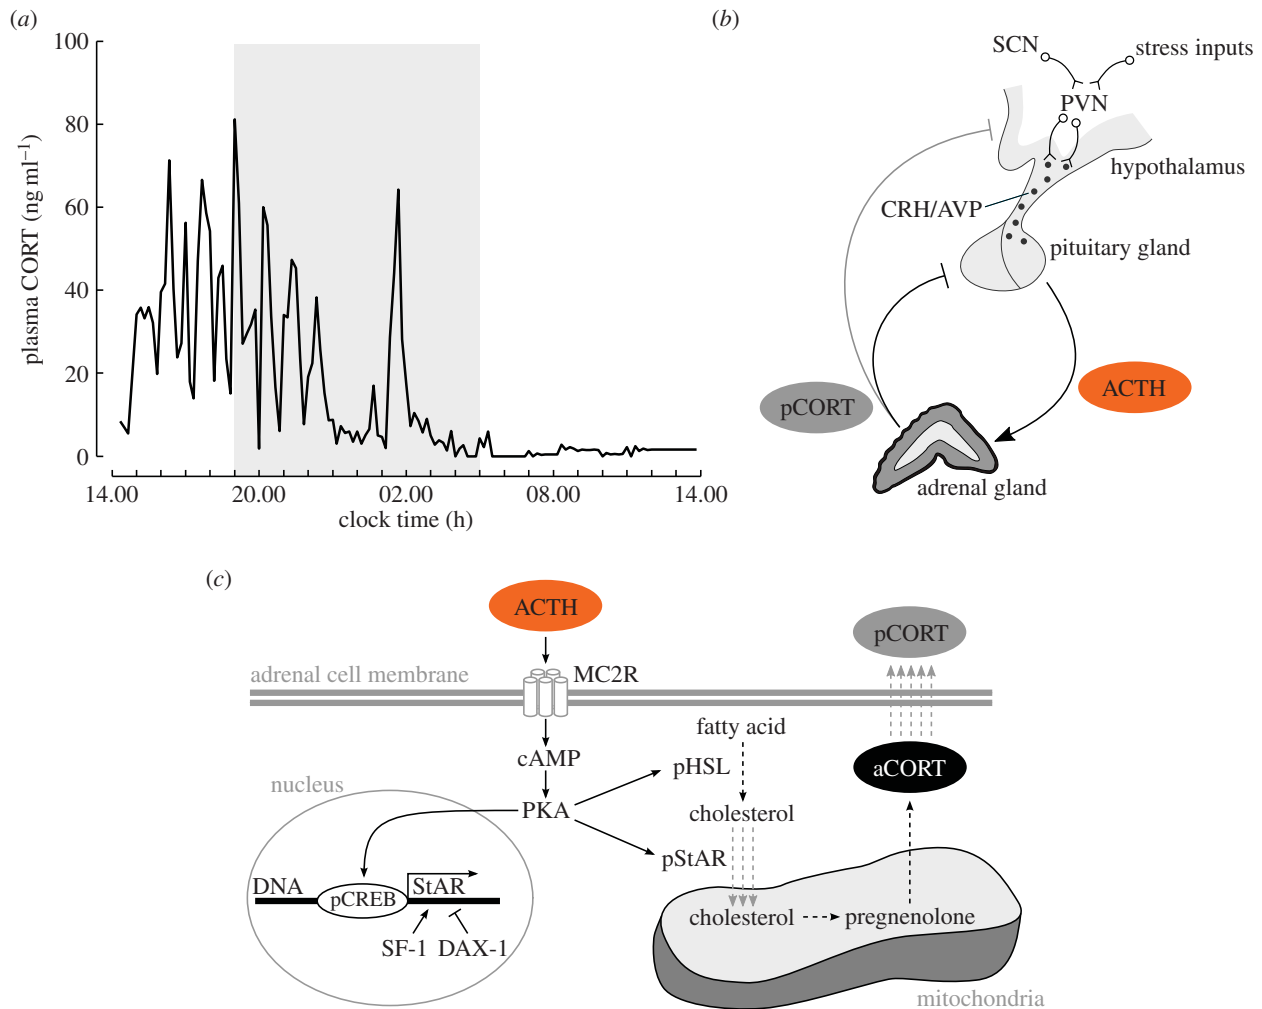 (a)
100
80
60
40
20
0
plasma CORT (ng ml⁻¹)
14.00 20.00 02.00 08.00 14.00
clock time (h)
(b)
SCN
stress inputs
PVN
hypothalamus
CRH/AVP
pituitary gland
pCORT
ACTH
adrenal gland
(c)
ACTH
pCORT
adrenal cell membrane
MC2R
fatty acid
cAMP
pHSL
aCORT
nucleus
PKA
cholesterol
pStAR
DNA
pCREB
StAR
SF-1 DAX-1
cholesterol
pregnenolone
mitochondria